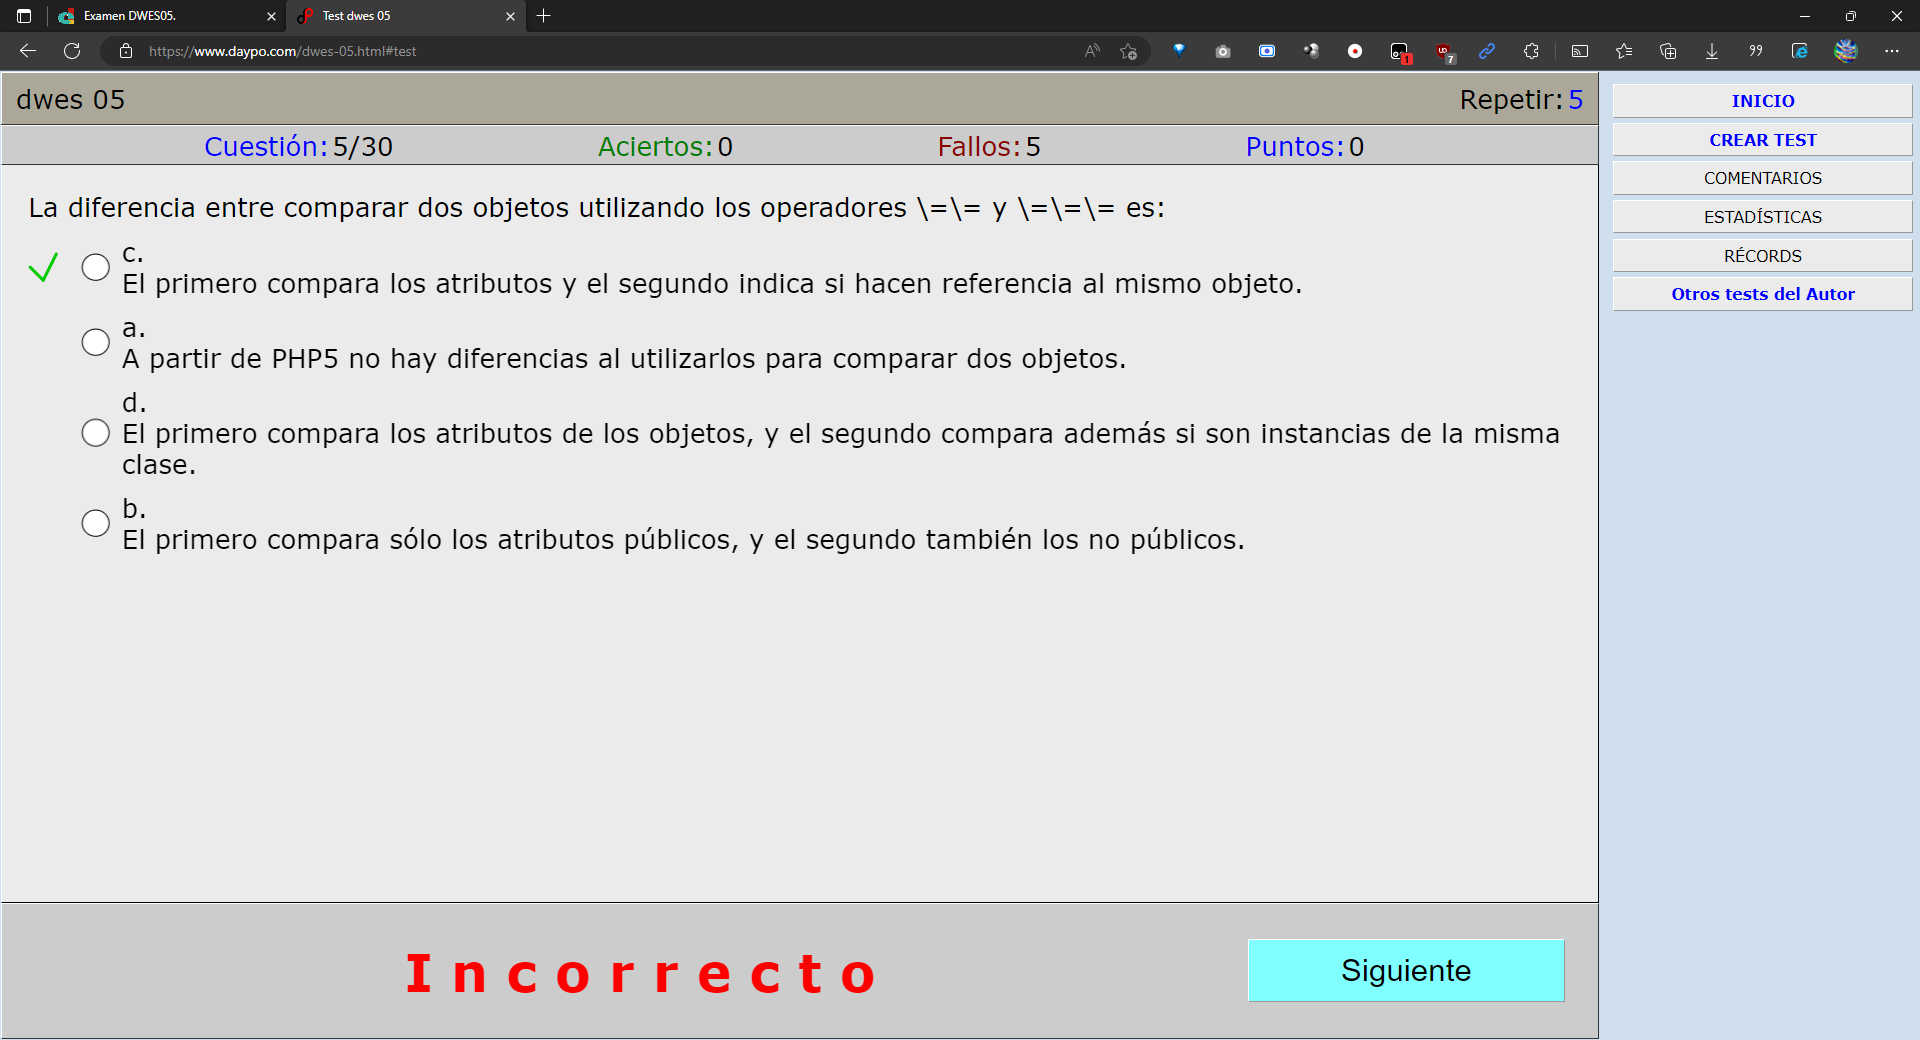 Examen DWES05.
Test dwes 05
https://www.daypo.com/dwes-05.html#test
1
7
dwes 05
Repetir: 5
Cuestión: 5/30
Aciertos: 0
Fallos: 5
Puntos: 0
La diferencia entre comparar dos objetos utilizando los operadores \=\= y \=\=\= es:
c.
El primero compara los atributos y el segundo indica si hacen referencia al mismo objeto.
a.
A partir de PHP5 no hay diferencias al utilizarlos para comparar dos objetos.
d.
El primero compara los atributos de los objetos, y el segundo compara además si son instancias de la misma
clase.
b.
El primero compara sólo los atributos públicos, y el segundo también los no públicos.
Incorrecto
Siguiente
INICIO
CREAR TEST
COMENTARIOS
ESTADÍSTICAS
RÉCORDS
Otros tests del Autor